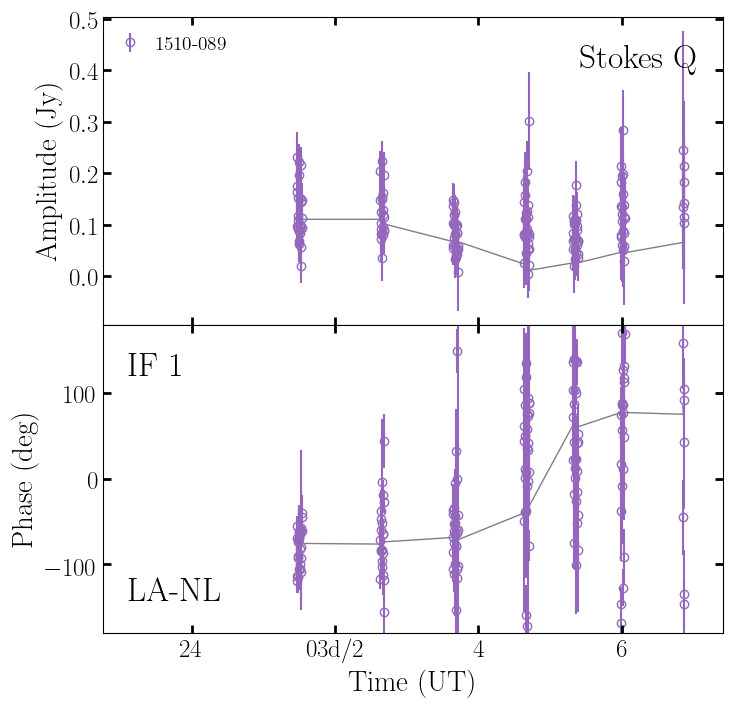 0.5
1510-089
Stokes Q
0.4
0.3
0.2
0.1
0.0
Amplitude (Jy)
IF 1
100
0
−100
Phase (deg)
LA-NL
24
03d/2
4
6
Time (UT)